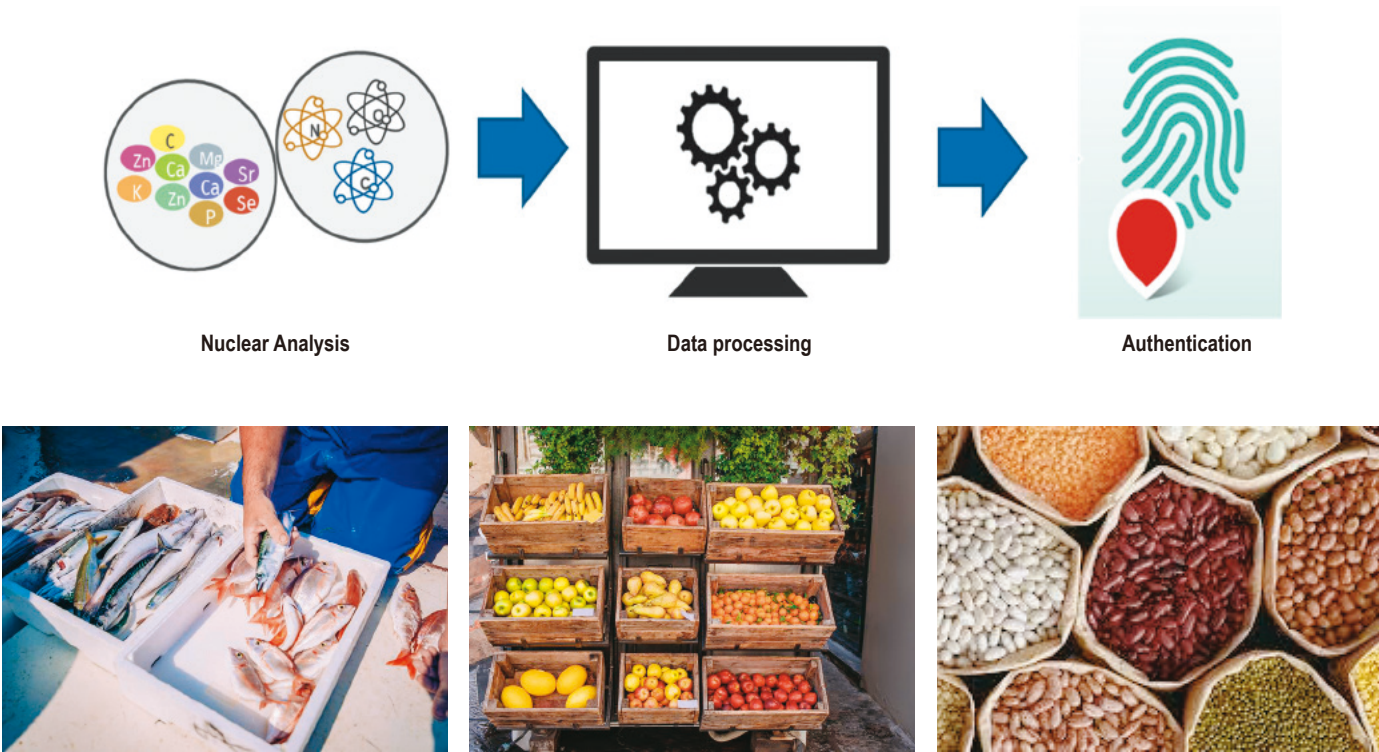 C
Zn
Ca
Mg
Sr
K
Zn
Ca
Se
P
N
O
C
Nuclear Analysis
Data processing
Authentication